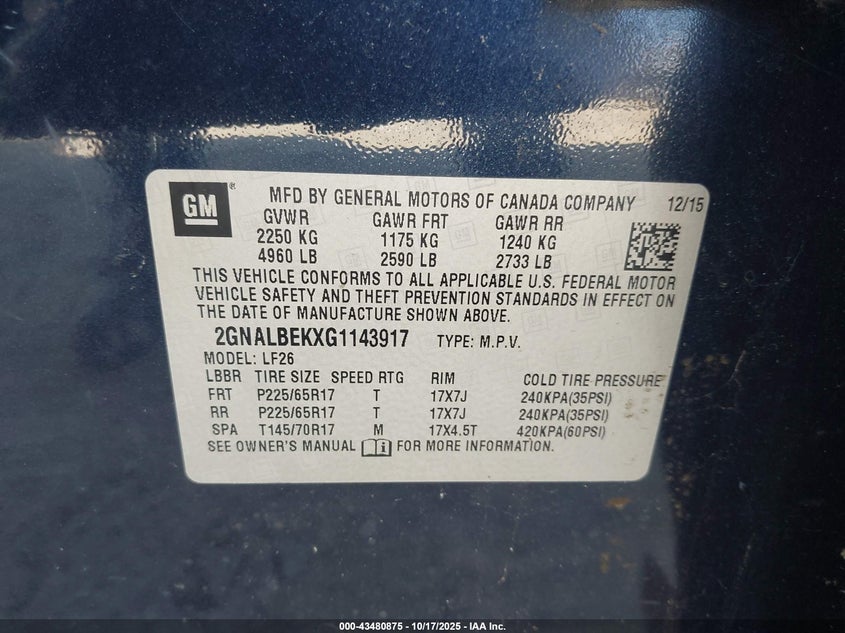 GM®
MFD BY GENERAL MOTORS OF CANADA COMPANY 12/15
GVWR GAWR FRT GAWR RR
2250 KG 1175 KG 1240 KG
4960 LB 2590 LB 2733 LB
THIS VEHICLE CONFORMS TO ALL APPLICABLE U.S. FEDERAL MOTOR
VEHICLE SAFETY AND THEFT PREVENTION STANDARDS IN EFFECT ON
THE DATE OF MANUFACTURE SHOWN ABOVE.
2GNALBEKXG1143917 TYPE: M.P.V.
MODEL: LF26
LBBR TIRE SIZE SPEED RTG RIM COLD TIRE PRESSURE
FRT P225/65R17 T 17X7J 240KPA(35PSI)
RR P225/65R17 T 17X7J 240KPA(35PSI)
SPA T145/70R17 M 17X4.5T 420KPA(60PSI)
SEE OWNER'S MANUAL i FOR MORE INFORMATION.
000-43480875 - 10/17/2025 - IAA Inc.